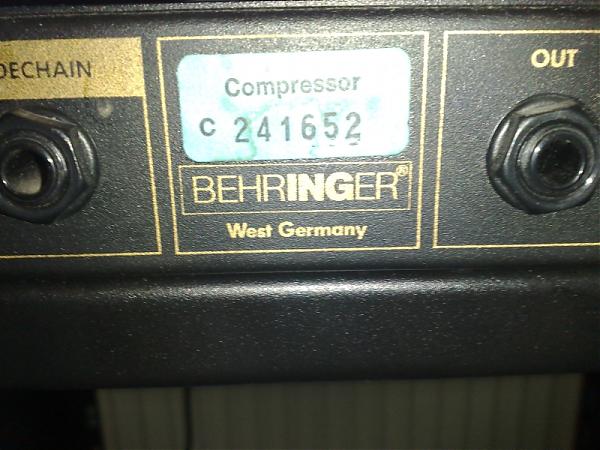 DECHAIN
Compressor
C 241652
BEHRINGER®
West Germany
OUT